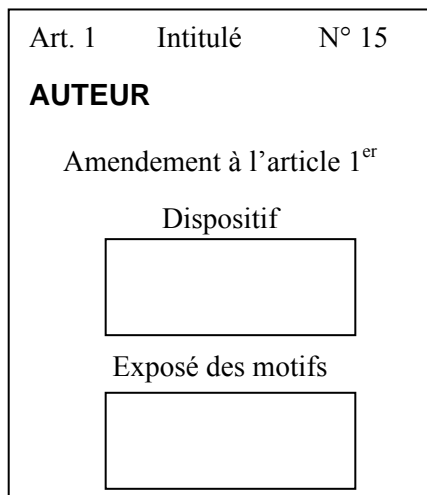 Art. 1 Intitulé N° 15
AUTEUR
Amendement à l’article 1er
Dispositif
Exposé des motifs